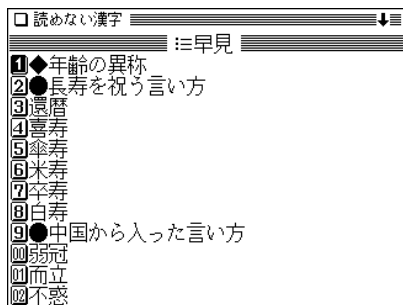 読めない漢字
早見
1◆年齢の異称
2●長寿を祝う言い方
3還暦
4喜寿
5傘寿
6米寿
7卒寿
8白寿
9●中国から入った言い方
00弱冠
01而立
02不惑